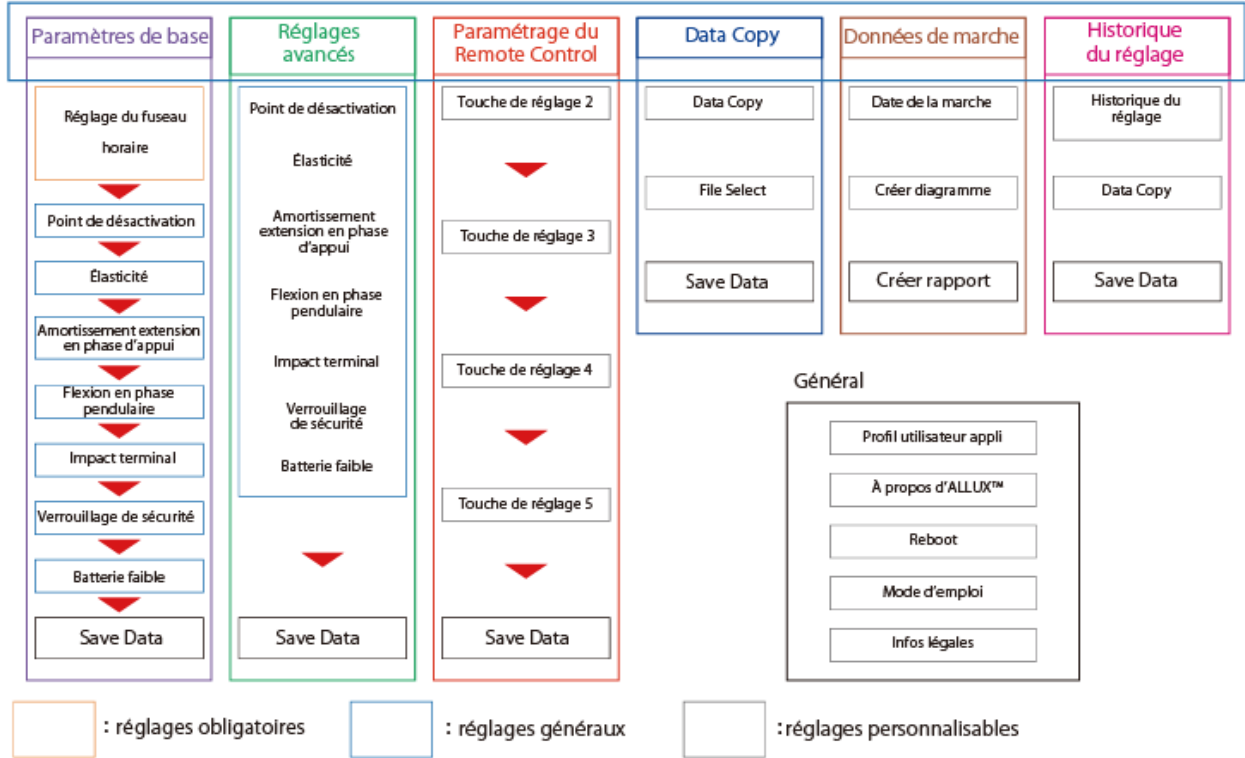 Paramètres de base
Réglages
avancés
Paramétrage du
Remote Control
Data Copy
Données de marche
Historique
du réglage
Réglage du fuseau
horaire
Point de désactivation
Élasticité
Amortissement extension
en phase d'appui
Flexion en phase
pendulaire
Impact terminal
Verrouillage de sécurité
Batterie faible
Save Data
Point de désactivation
Élasticité
Amortissement
extension en phase
d'appui
Flexion en phase
pendulaire
Impact terminal
Verrouillage
de sécurité
Batterie faible
Save Data
Touche de réglage 2
Touche de réglage 3
Touche de réglage 4
Touche de réglage 5
Save Data
Data Copy
File Select
Save Data
Date de la marche
Créer diagramme
Créer rapport
Historique du
réglage
Data Copy
Save Data
Général
Profil utilisateur appli
À propos d'ALLUX™
Reboot
Mode d'emploi
Infos légales
: réglages obligatoires
: réglages généraux
: réglages personnalisables